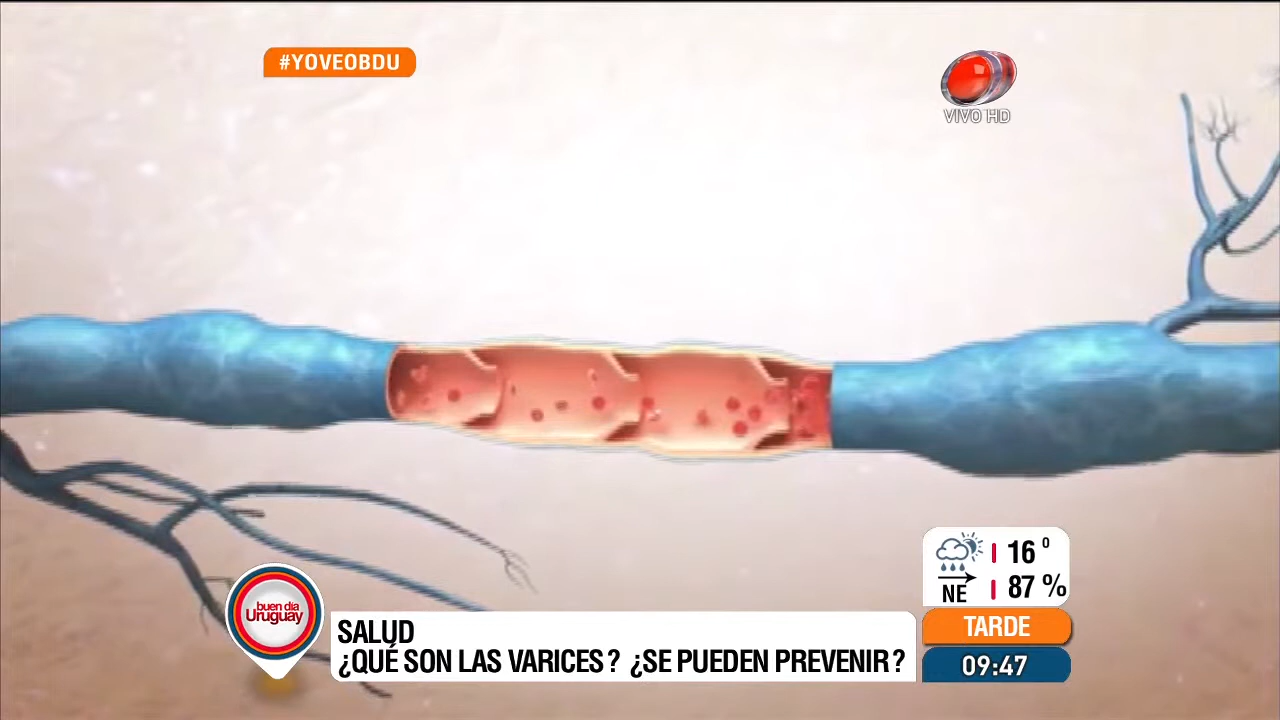 #YOVEOBDU
VIVO HD
16º
NE
87 %
buen día
Uruguay
SALUD
¿QUÉ SON LAS VARICES? ¿SE PUEDEN PREVENIR?
TARDE
09:47